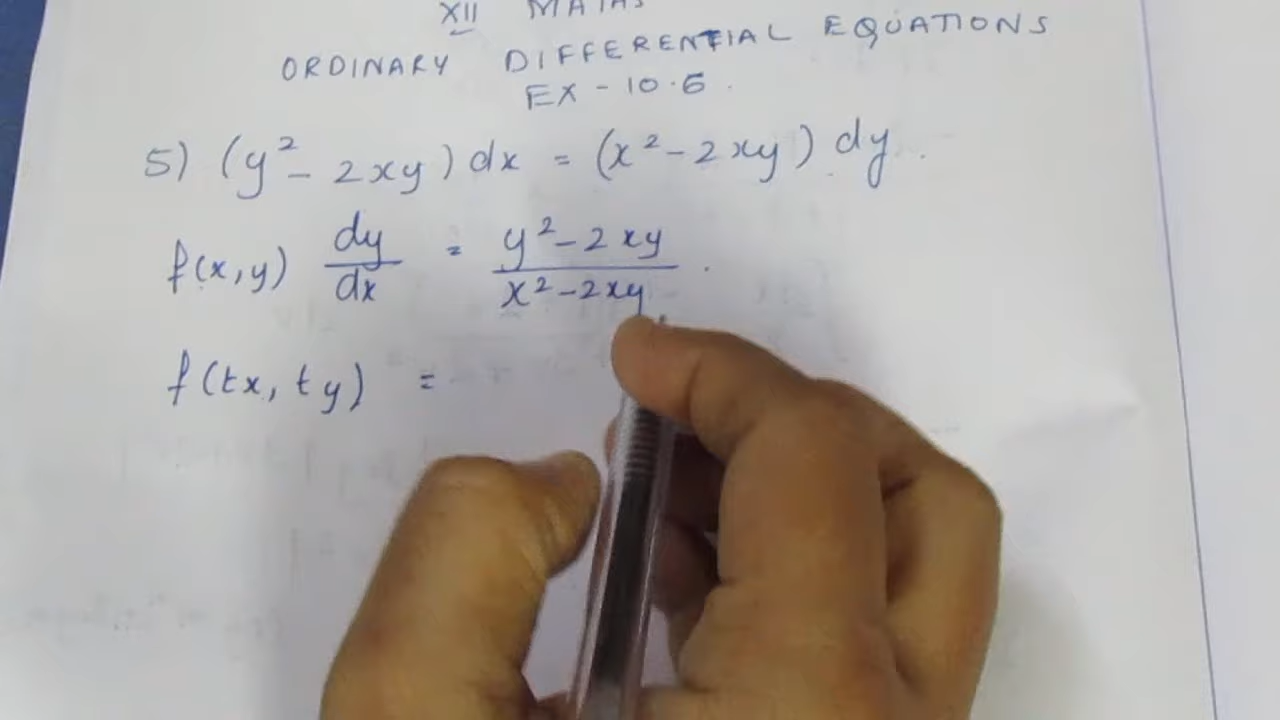 XII MATHS
ORDINARY DIFFERENTIAL EQUATIONS
EX - 10.6.
5) (y² - 2xy) dx = (x² - 2xy) dy.
f(x,y) dy/dx = y² - 2xy / x² - 2xy.
f(tx, ty) =